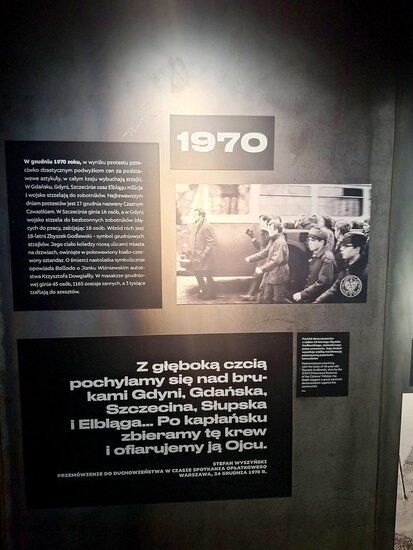 1970
W grudniu 1970 roku, w wyniku protestu prze-
ciwko drastycznym podwyżkom cen za podsta-
wowe artykuły, w całym kraju wybuchają strajki.
W Gdańsku, Gdyni, Szczecinie oraz Elblągu milicja
i wojsko strzelają do robotników. Najkrwawszym
dniem protestów jest 17 grudnia nazwany Czarnym
Czwartkiem. W Szczecinie ginie 16 osób, a w Gdyni
wojsko strzela do bezbronnych robotników idą-
cych do pracy, zabijając 18 osób. Wśród nich jest
18-letni Zbyszek Godlewski – symbol grudniowych
strajków. Jego ciało koledzy niosą ulicami miasta
na drzwiach, owinięte w pokrwawiony biało-czer-
wony sztandar. O śmierci nastolatka symbolicznie
opowiada Ballada o Janku Wiśniewskim autor-
stwa Krzysztofa Dowgiałły. W masakrze grudnio-
wej ginie 45 osób, 1165 zostaje rannych, a 3 tysiące
trafiają do aresztów.
Z głęboką czcią
pochylamy się nad bru-
kami Gdyni, Gdańska,
Szczecina, Słupska
i Elbląga... Po kapłańsku
zbieramy tę krew
i ofiarujemy ją Ojcu.
STEFAN WYSZYŃSKI
PRZEMÓWIENIE DO DUCHOWIEŃSTWA W CZASIE SPOTKANIA OPŁATKOWEGO
WARSZAWA, 24 GRUDNIA 1970 R.